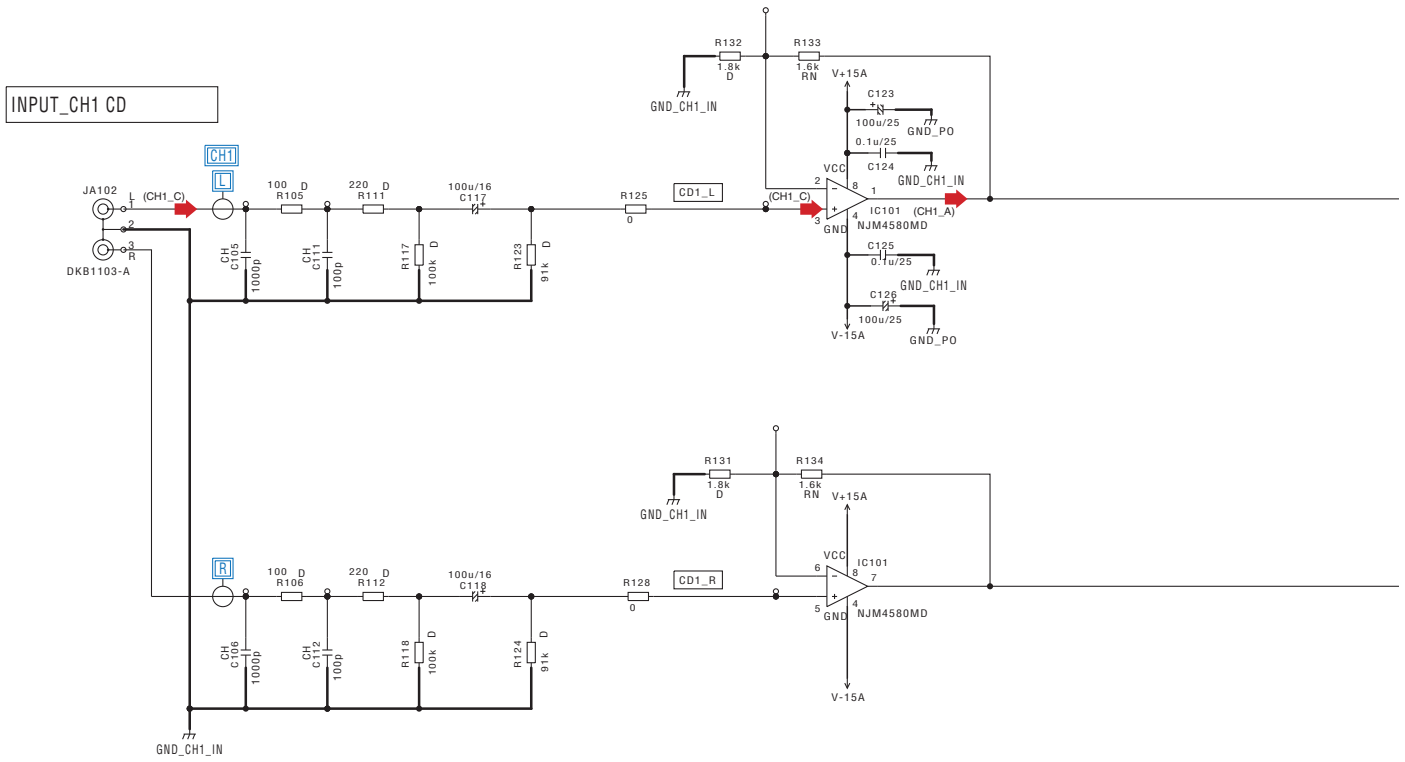 INPUT_CH1 CD
R132
1.8k
D
R133
1.6k
RN
V+15A
GND_CH1_IN
C123
+
100u/25
GND_PO
0.1u/25
C124
GND_CH1_IN
VCC
CH1
L
JA102
L
1
(CH1_C)
2
3
R
DKB1103-A
100 D
R105
220 D
R111
100u/16
C117
+
R125
0
CD1_L
(CH1_C)
2
8
1
−
+
3
4
GND
IC101
NJM4580MD
(CH1_A)
CH
C105
1000p
CH
C111
100p
R117
100k D
R123
91k D
C125
0.1u/25
GND_CH1_IN
C126
+
100u/25
GND_PO
V-15A
R131
1.8k
D
R134
1.6k
RN
V+15A
GND_CH1_IN
R
100 D
R106
220 D
R112
100u/16
C118
+
R128
0
CD1_R
VCC
IC101
6
8
7
−
+
5
4
GND
NJM4580MD
CH
C106
1000p
CH
C112
100p
R118
100k D
R124
91k D
V-15A
GND_CH1_IN